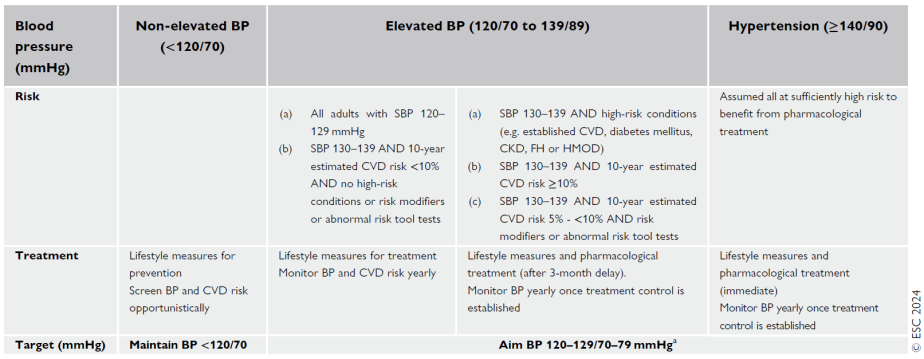 Blood
pressure
(mmHg)
Non-elevated BP
(<120/70)
Elevated BP (120/70 to 139/89)
Hypertension (≥140/90)
Risk
(a) All adults with SBP 120–
129 mmHg
(b) SBP 130–139 AND 10-year
estimated CVD risk <10%
AND no high-risk
conditions or risk modifiers
or abnormal risk tool tests
(a) SBP 130–139 AND high-risk conditions
(e.g. established CVD, diabetes mellitus,
CKD, FH or HMOD)
(b) SBP 130–139 AND 10-year estimated
CVD risk ≥10%
(c) SBP 130–139 AND 10-year estimated
CVD risk 5% - <10% AND risk
modifiers or abnormal risk tool tests
Assumed all at sufficiently high risk to
benefit from pharmacological
treatment
Treatment
Lifestyle measures for
prevention
Screen BP and CVD risk
opportunistically
Lifestyle measures for treatment
Monitor BP and CVD risk yearly
Lifestyle measures and pharmacological
treatment (after 3-month delay).
Monitor BP yearly once treatment control is
established
Lifestyle measures and
pharmacological treatment
(immediate)
Monitor BP yearly once treatment
control is established
Target (mmHg)
Maintain BP <120/70
Aim BP 120–129/70–79 mmHgᵃ
© ESC 2024